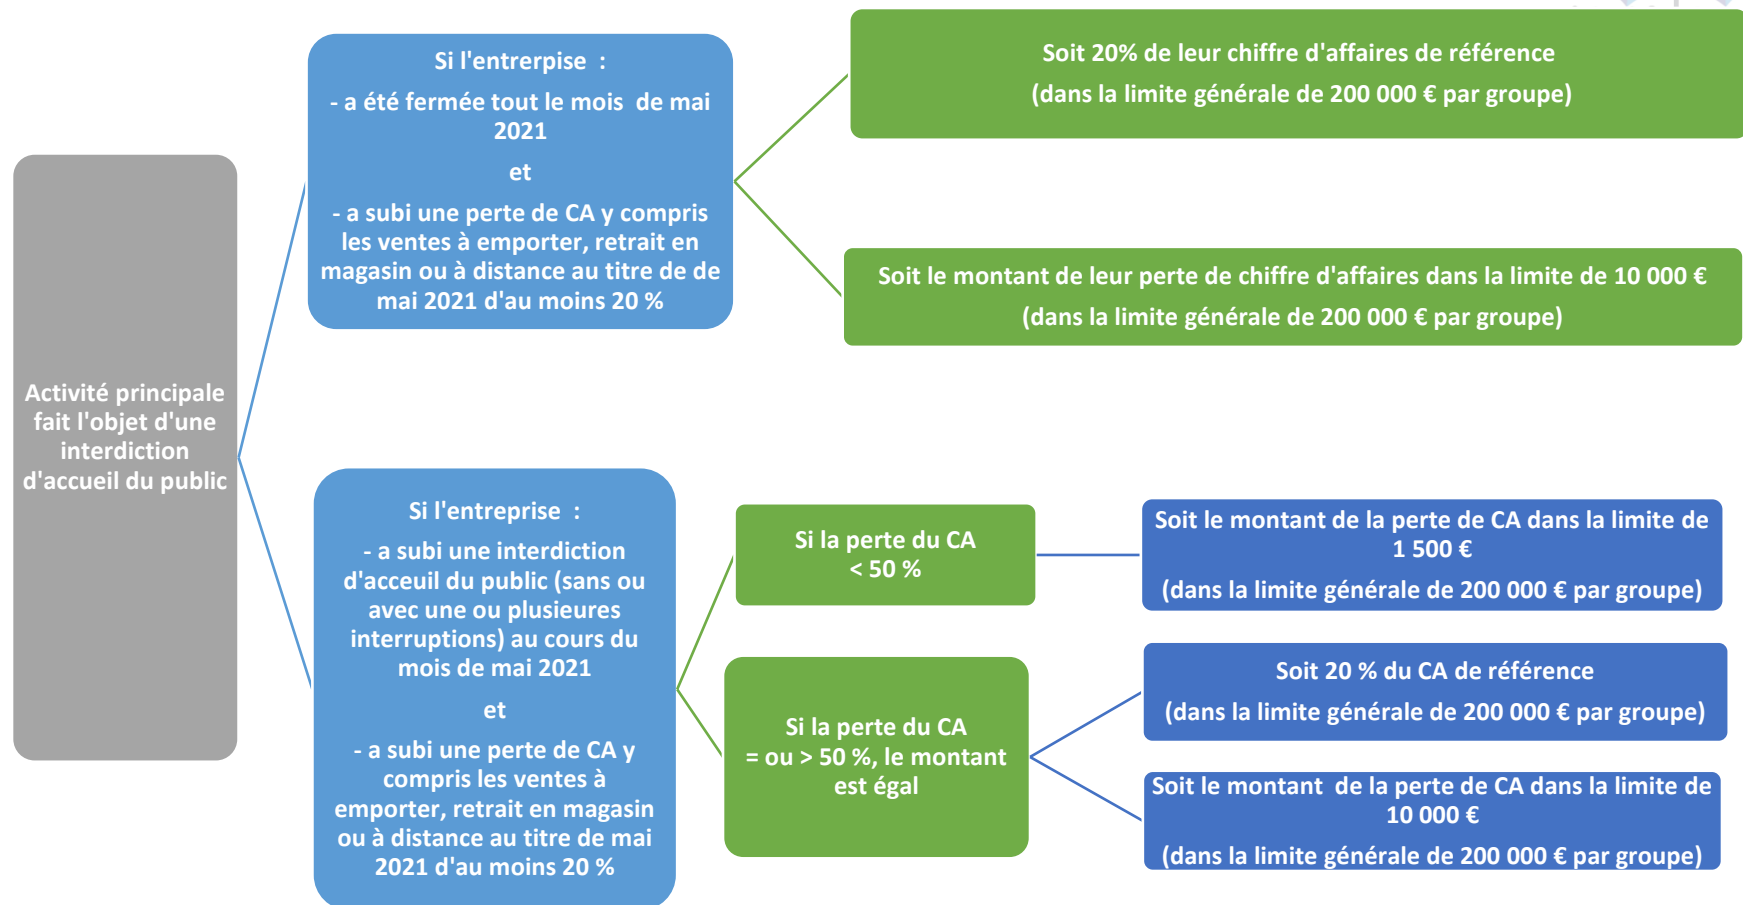 Activité principale
fait l'objet d'une
interdiction
d'accueil du public
Si l'entrerpise :
- a été fermée tout le mois de mai
2021
et
- a subi une perte de CA y compris
les ventes à emporter, retrait en
magasin ou à distance au titre de de
mai 2021 d'au moins 20 %
Soit 20% de leur chiffre d'affaires de référence
(dans la limite générale de 200 000 € par groupe)
Soit le montant de leur perte de chiffre d'affaires dans la limite de 10 000 €
(dans la limite générale de 200 000 € par groupe)
Si l'entreprise :
- a subi une interdiction
d'acceuil du public (sans ou
avec une ou plusieures
interruptions) au cours du
mois de mai 2021
et
- a subi une perte de CA y
compris les ventes à
emporter, retrait en magasin
ou à distance au titre de mai
2021 d'au moins 20 %
Si la perte du CA
< 50 %
Soit le montant de la perte de CA dans la limite de
1 500 €
(dans la limite générale de 200 000 € par groupe)
Si la perte du CA
= ou > 50 %, le montant
est égal
Soit 20 % du CA de référence
(dans la limite générale de 200 000 € par groupe)
Soit le montant de la perte de CA dans la limite de
10 000 €
(dans la limite générale de 200 000 € par groupe)